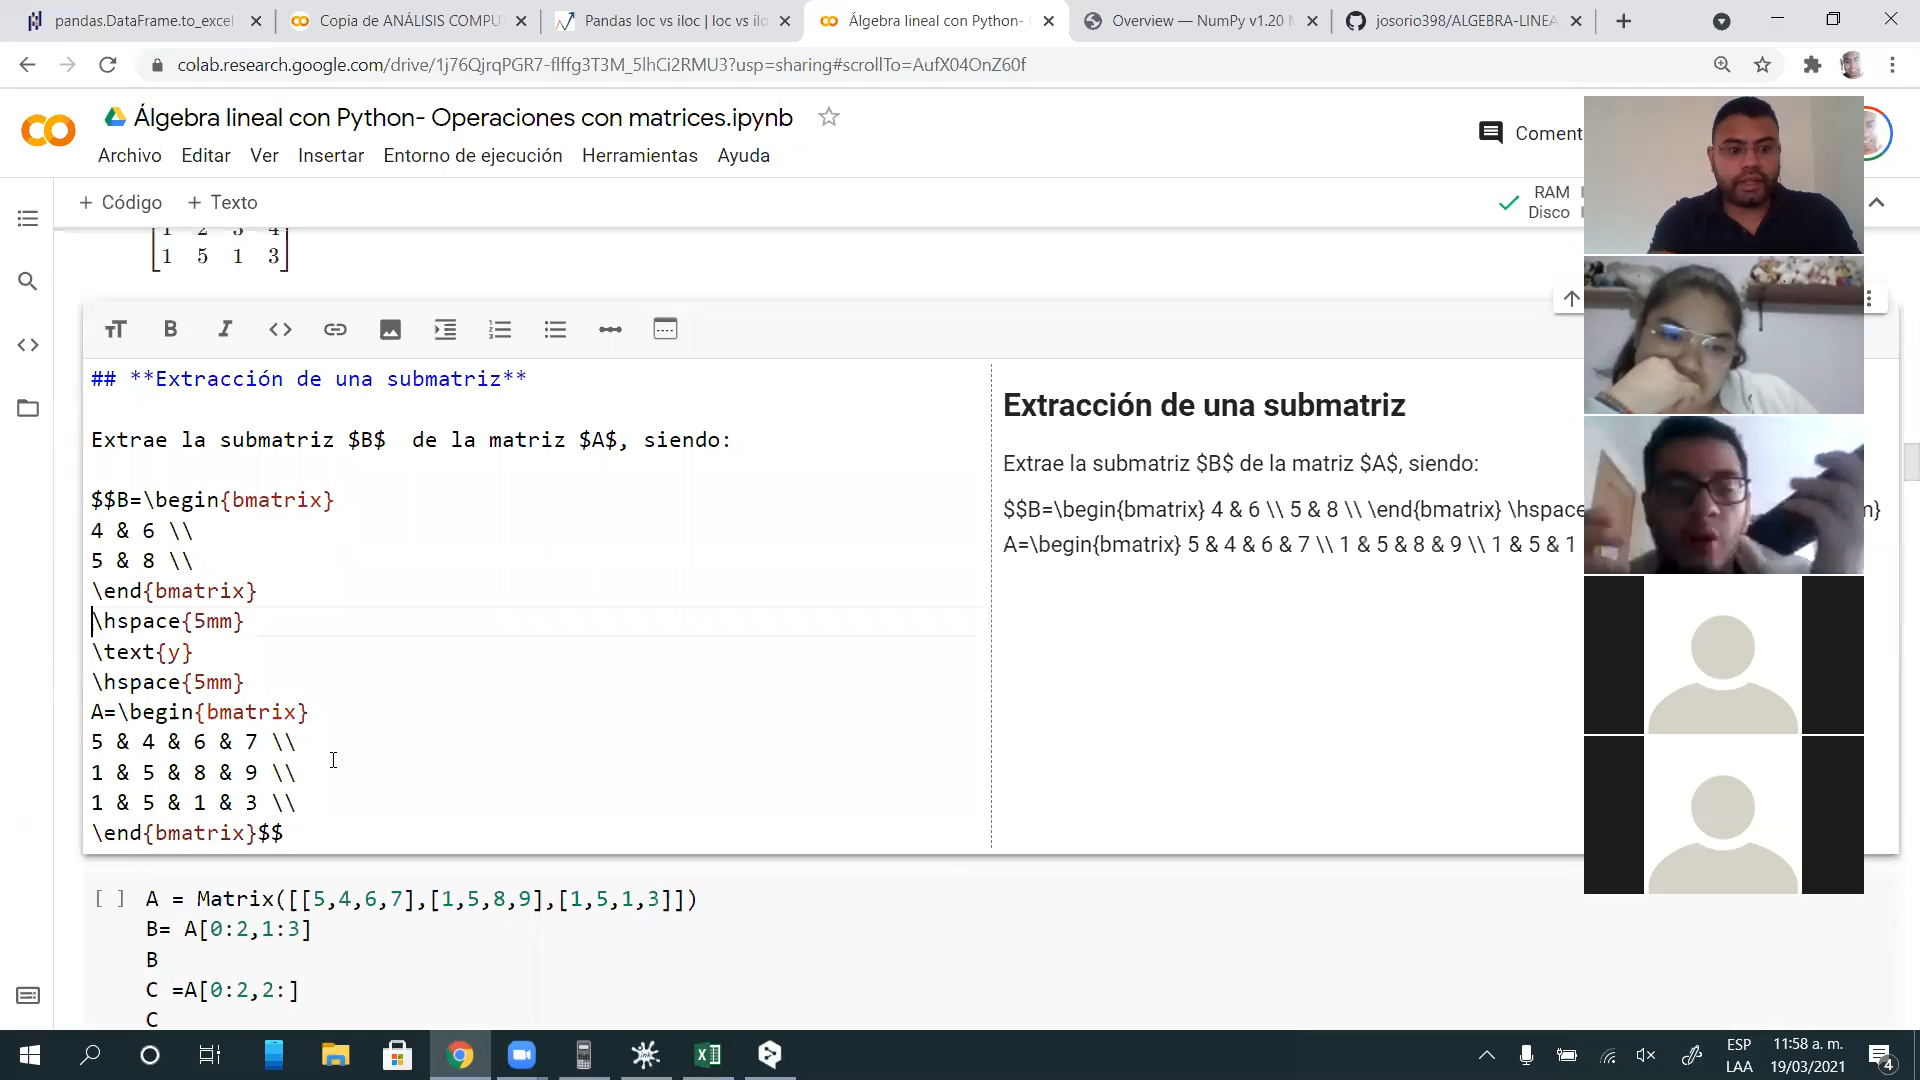 pandas.DataFrame.to_excel
Copia de ANÁLISIS COMPU
Pandas loc vs iloc | loc vs ilo
Álgebra lineal con Python-
Overview — NumPy v1.20
josorio398/ALGEBRA-LINEA
colab.research.google.com/drive/1j76QjrqPGR7-flffg3T3M_5lhCi2RMU3?usp=sharing#scrollTo=AufX04OnZ60f
Álgebra lineal con Python- Operaciones con matrices.ipynb
Coment
Archivo Editar Ver Insertar Entorno de ejecución Herramientas Ayuda
+ Código + Texto
RAM
Disco
1 2 3 4
1 5 1 3
## **Extracción de una submatriz**
Extrae la submatriz $B$  de la matriz $A$, siendo:
$$B=\begin{bmatrix}
4 & 6 \\
5 & 8 \\
\end{bmatrix}
\hspace{5mm}
\text{y}
\hspace{5mm}
A=\begin{bmatrix}
5 & 4 & 6 & 7 \\
1 & 5 & 8 & 9 \\
1 & 5 & 1 & 3 \\
\end{bmatrix}$$
Extracción de una submatriz
Extrae la submatriz $B$ de la matriz $A$, siendo:
$$B=\begin{bmatrix} 4 & 6 \\ 5 & 8 \\ \end{bmatrix} \hspace
A=\begin{bmatrix} 5 & 4 & 6 & 7 \\ 1 & 5 & 8 & 9 \\ 1 & 5 & 1
[ ] A = Matrix([[5,4,6,7],[1,5,8,9],[1,5,1,3]])
B= A[0:2,1:3]
B
C =A[0:2,2:]
C
ESP
LAA
11:58 a. m.
19/03/2021
4